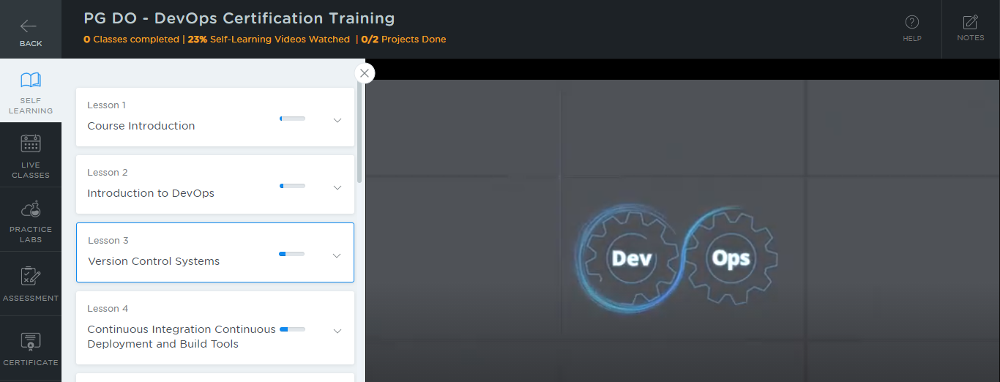 PG DO - DevOps Certification Training
0 Classes completed | 23% Self-Learning Videos Watched | 0/2 Projects Done
BACK
HELP
NOTES
SELF
LEARNING
LIVE
CLASSES
PRACTICE
LABS
ASSESSMENT
CERTIFICATE
Lesson 1
Course Introduction
Lesson 2
Introduction to DevOps
Lesson 3
Version Control Systems
Lesson 4
Continuous Integration Continuous
Deployment and Build Tools
Dev Ops